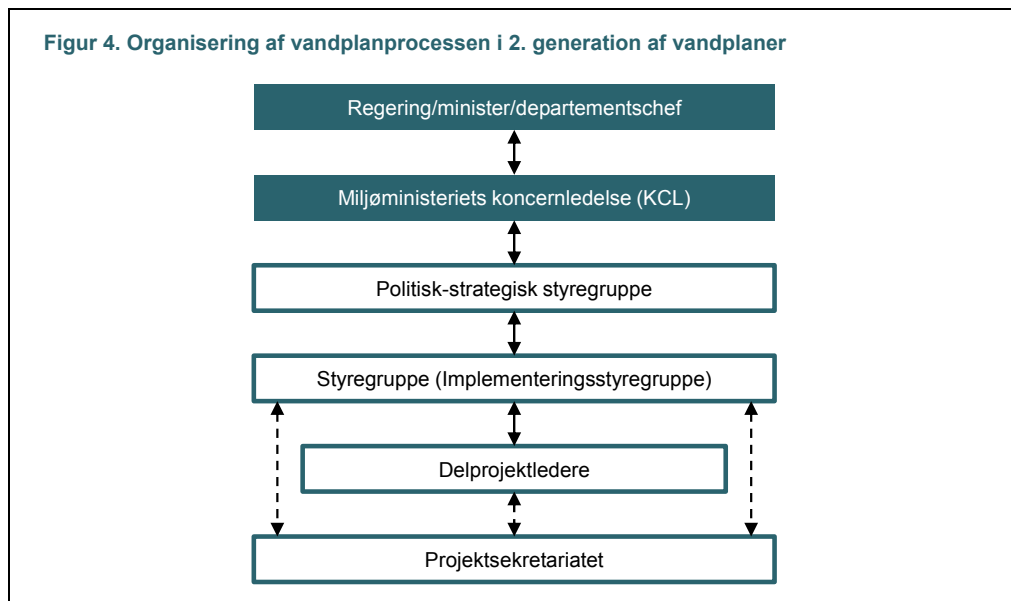 Figur 4. Organisering af vandplanprocessen i 2. generation af vandplaner
Regering/minister/departementschef
Miljøministeriets koncernledelse (KCL)
Politisk-strategisk styregruppe
Styregruppe (Implementeringsstyregruppe)
Delprojektledere
Projektsekretariatet